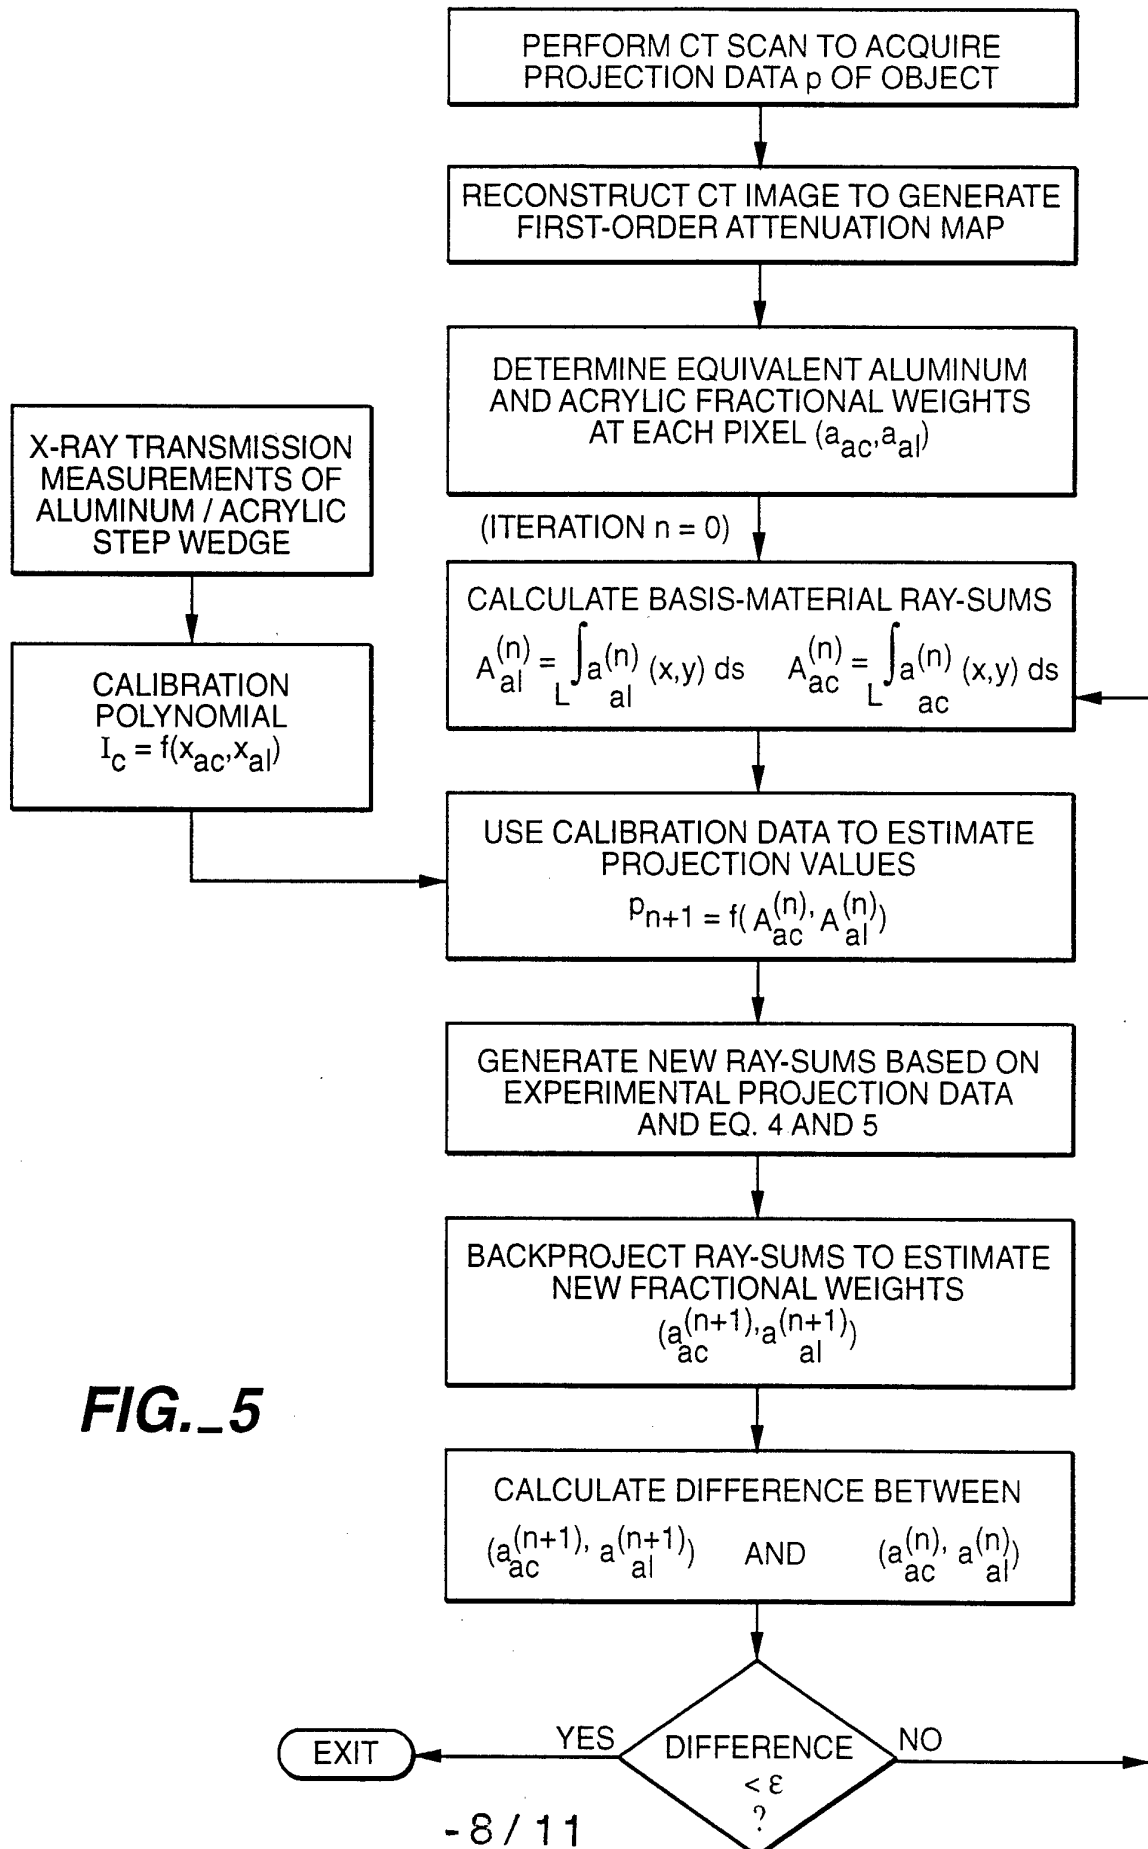 PERFORM CT SCAN TO ACQUIRE
PROJECTION DATA p OF OBJECT
RECONSTRUCT CT IMAGE TO GENERATE
FIRST-ORDER ATTENUATION MAP
DETERMINE EQUIVALENT ALUMINUM
AND ACRYLIC FRACTIONAL WEIGHTS
AT EACH PIXEL (a_ac,a_al)
X-RAY TRANSMISSION
MEASUREMENTS OF
ALUMINUM / ACRYLIC
STEP WEDGE
(ITERATION n = 0)
CALIBRATION
POLYNOMIAL
I_c = f(x_ac,x_al)
CALCULATE BASIS-MATERIAL RAY-SUMS
A_al^(n) = ∫_L a_al^(n) (x,y) ds A_ac^(n) = ∫_L a_ac^(n) (x,y) ds
USE CALIBRATION DATA TO ESTIMATE
PROJECTION VALUES
p_n+1 = f( A_ac^(n), A_al^(n) )
GENERATE NEW RAY-SUMS BASED ON
EXPERIMENTAL PROJECTION DATA
AND EQ. 4 AND 5
BACKPROJECT RAY-SUMS TO ESTIMATE
NEW FRACTIONAL WEIGHTS
(a_ac^(n+1), a_al^(n+1))
FIG._5
CALCULATE DIFFERENCE BETWEEN
(a_ac^(n+1), a_al^(n+1)) AND (a_ac^(n), a_al^(n))
EXIT
YES
DIFFERENCE
< ε
?
NO
-8/11